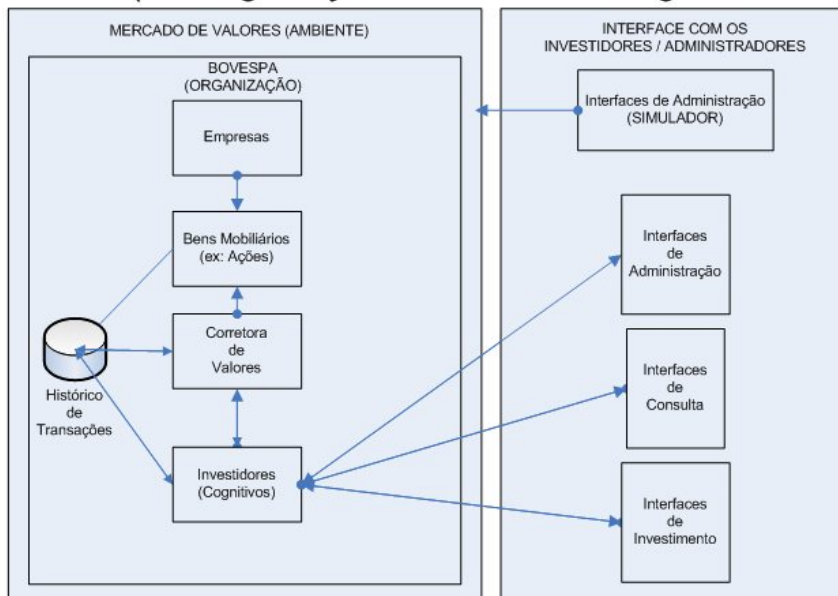 MERCADO DE VALORES (AMBIENTE)
BOVESPA
(ORGANIZAÇÃO)
Empresas
Bens Mobiliários
(ex: Ações)
Corretora
de
Valores
Histórico
de
Transações
Investidores
(Cognitivos)
INTERFACE COM OS
INVESTIDORES / ADMINISTRADORES
Interfaces de Administração
(SIMULADOR)
Interfaces
de
Administração
Interfaces
de
Consulta
Interfaces
de
Investimento